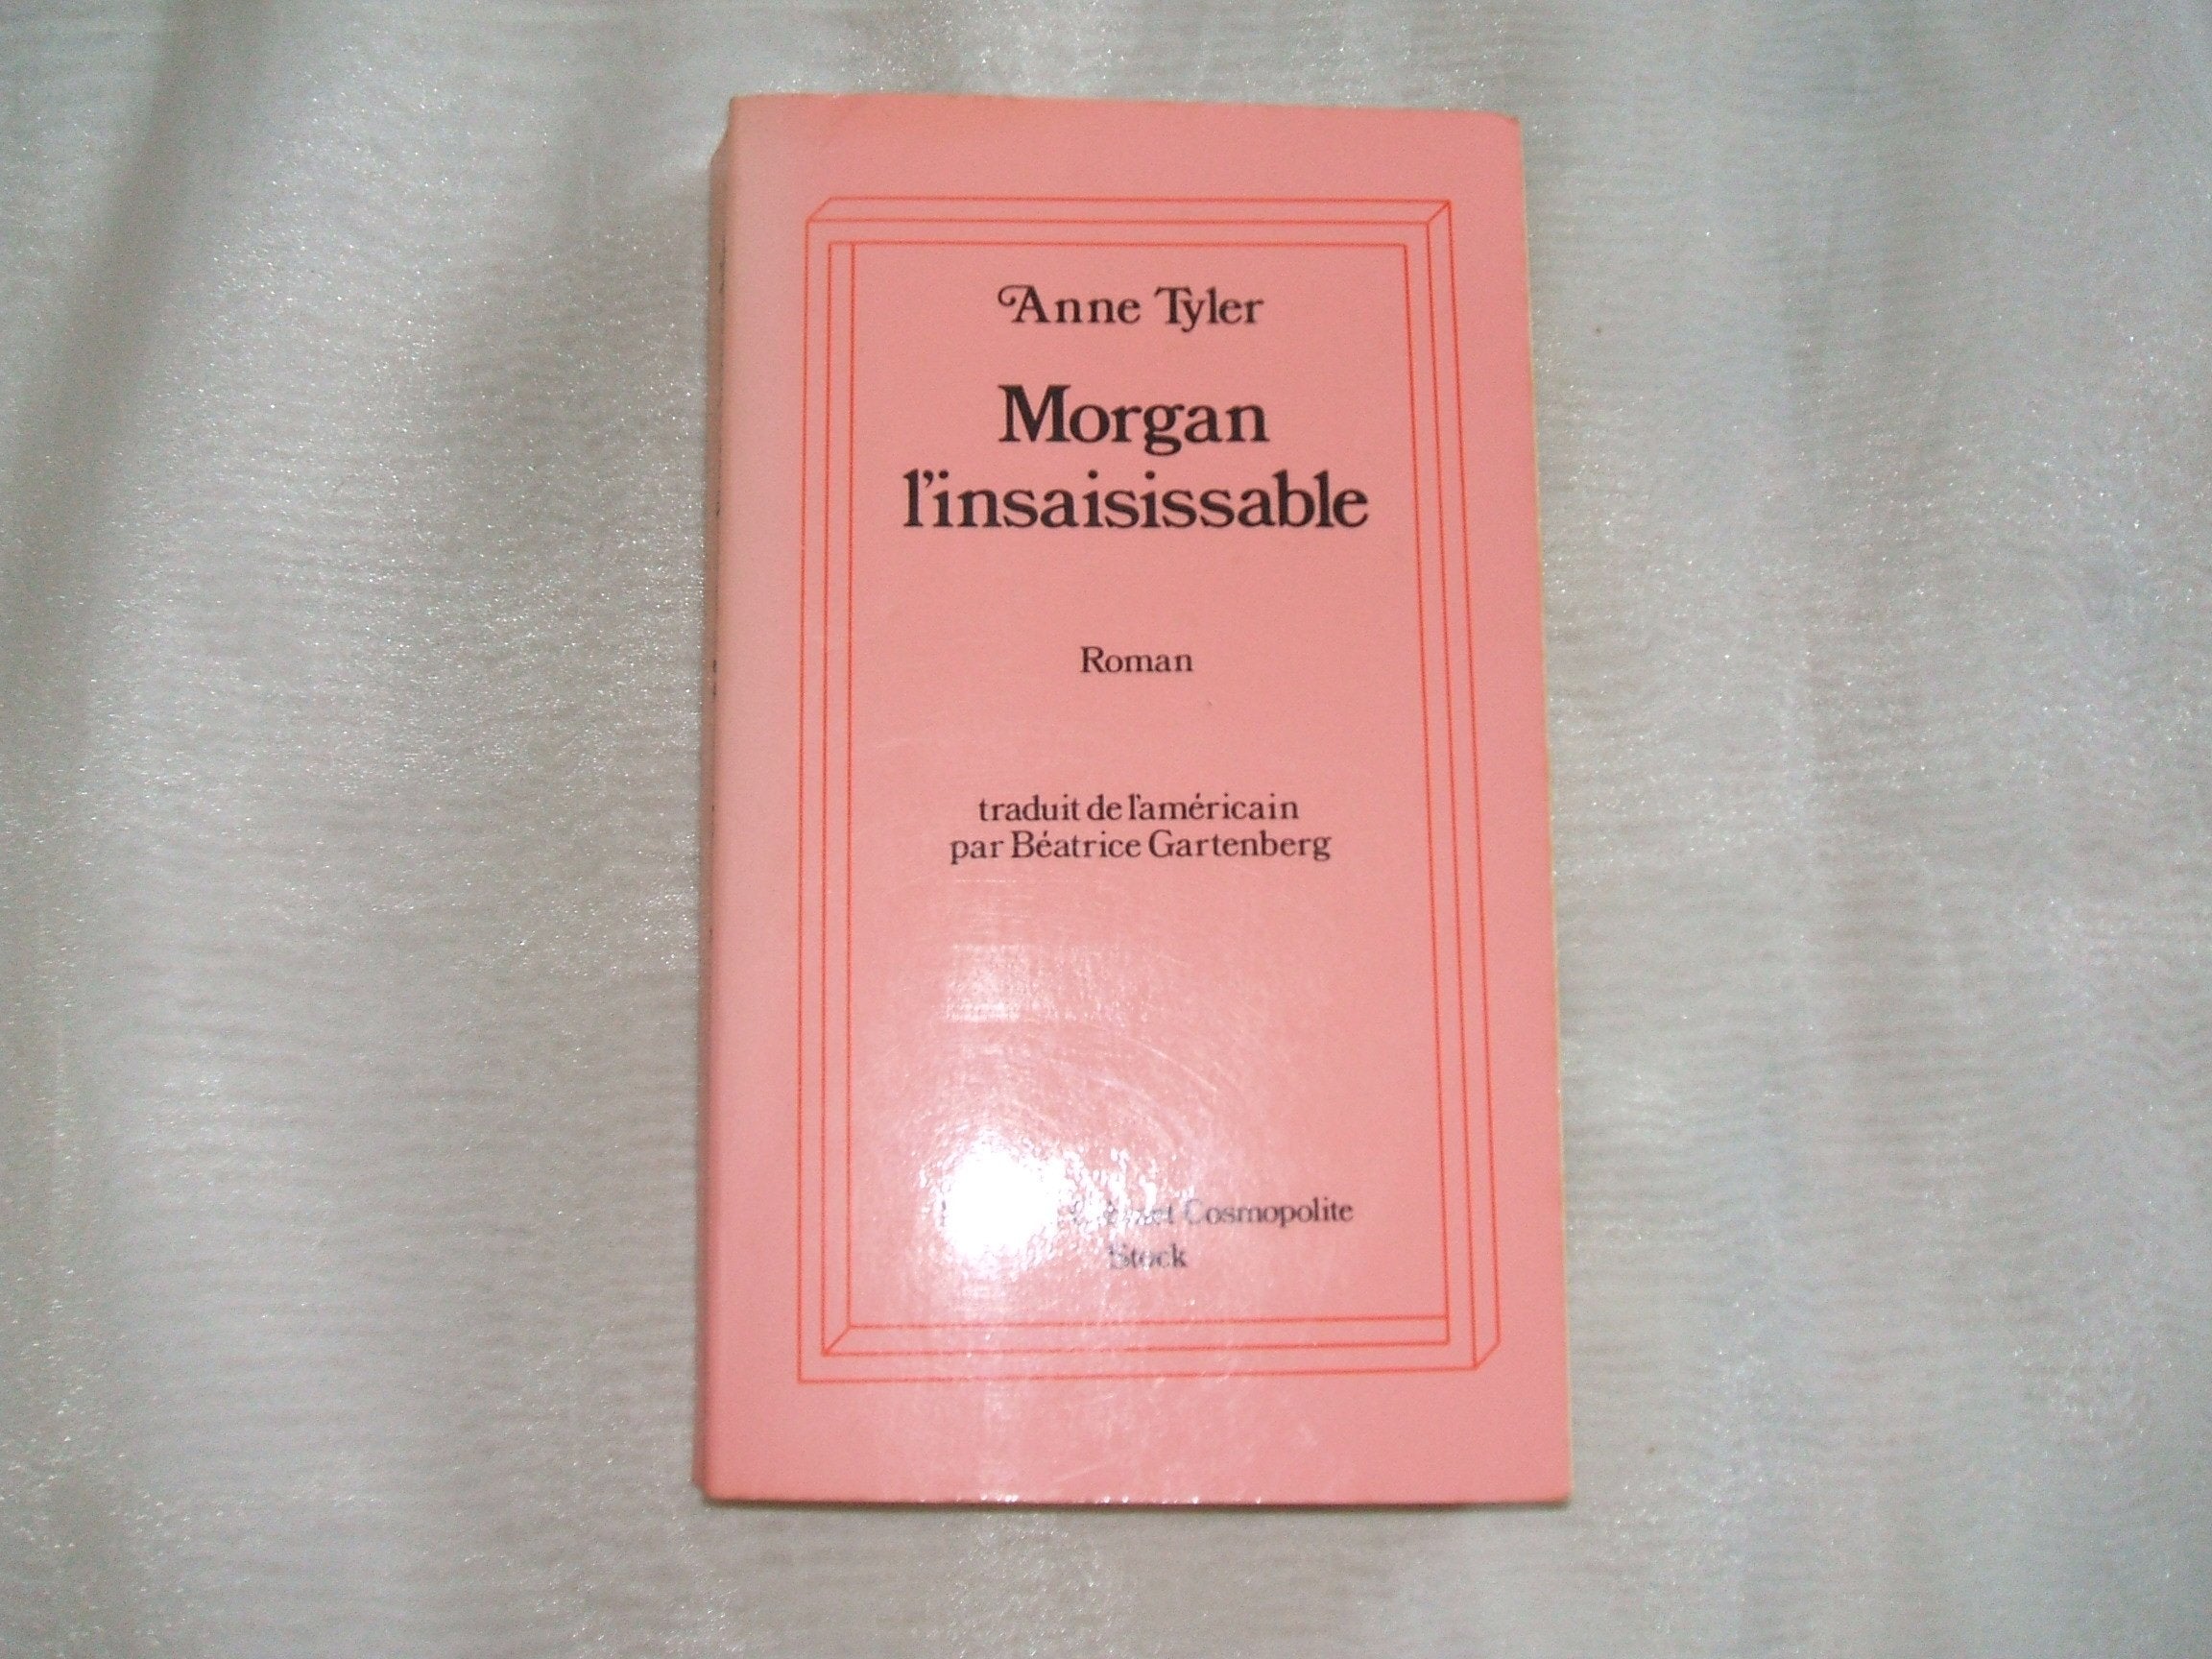 Anne Tyler
Morgan
l'insaisissable
Roman
traduit de l'américain
par Béatrice Gartenberg
Cosmopolite
Stock